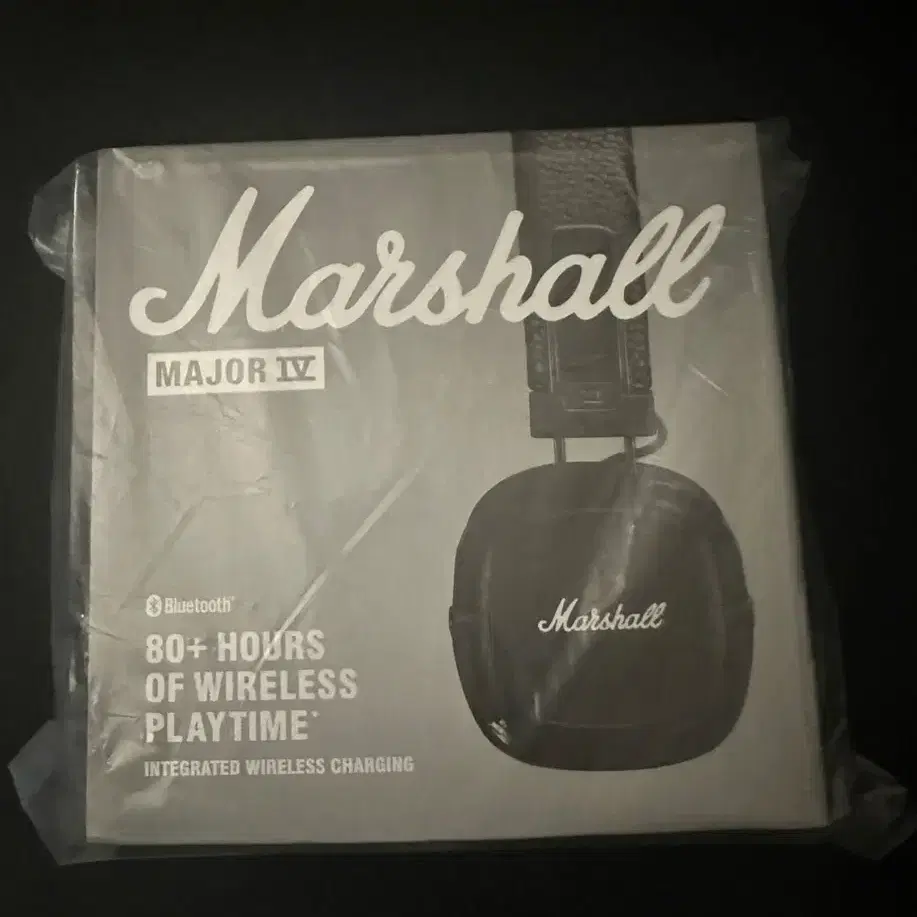 Marshall
MAJOR IV
Bluetooth®
80+ HOURS
OF WIRELESS
PLAYTIME*
INTEGRATED WIRELESS CHARGING
Marshall